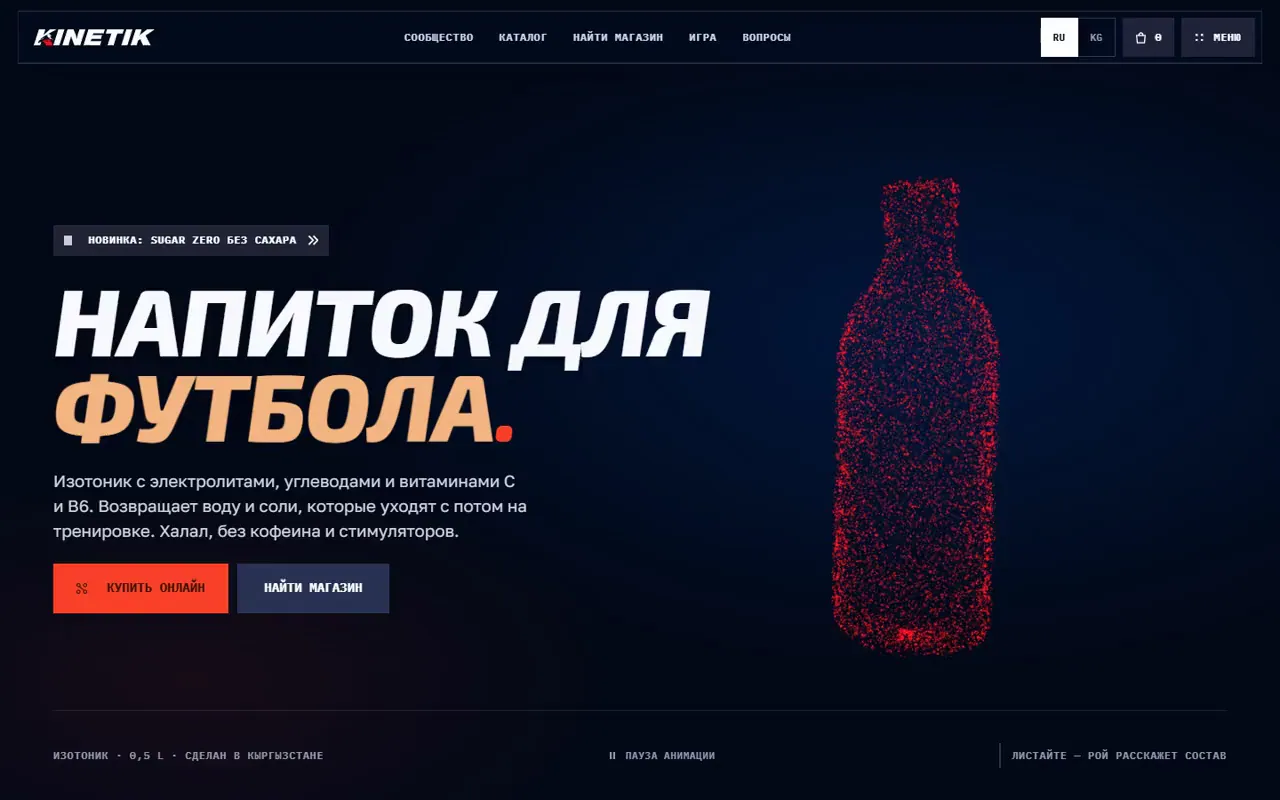 KINETIK
СООБЩЕСТВО КАТАЛОГ НАЙТИ МАГАЗИН ИГРА ВОПРОСЫ
RU KG 0 МЕНЮ
НОВИНКА: SUGAR ZERO БЕЗ САХАРА
НАПИТОК ДЛЯ
ФУТБОЛА.
Изотоник с электролитами, углеводами и витаминами С
и В6. Возвращает воду и соли, которые уходят с потом на
тренировке. Халал, без кофеина и стимуляторов.
КУПИТЬ ОНЛАЙН НАЙТИ МАГАЗИН
ИЗОТОНИК · 0,5 L · СДЕЛАН В КЫРГЫЗСТАНЕ
ПАУЗА АНИМАЦИИ
ЛИСТАЙТЕ — РОЙ РАССКАЖЕТ СОСТАВ